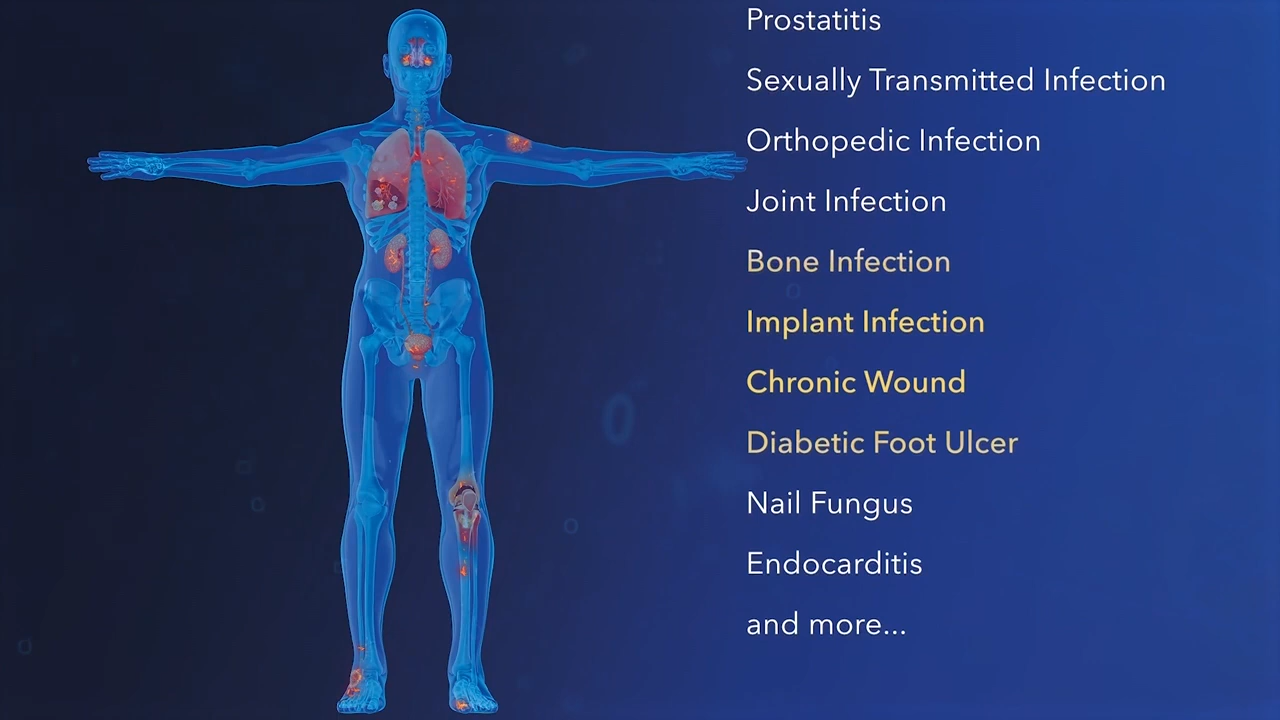 Prostatitis
Sexually Transmitted Infection
Orthopedic Infection
Joint Infection
Bone Infection
Implant Infection
Chronic Wound
Diabetic Foot Ulcer
Nail Fungus
Endocarditis
and more...